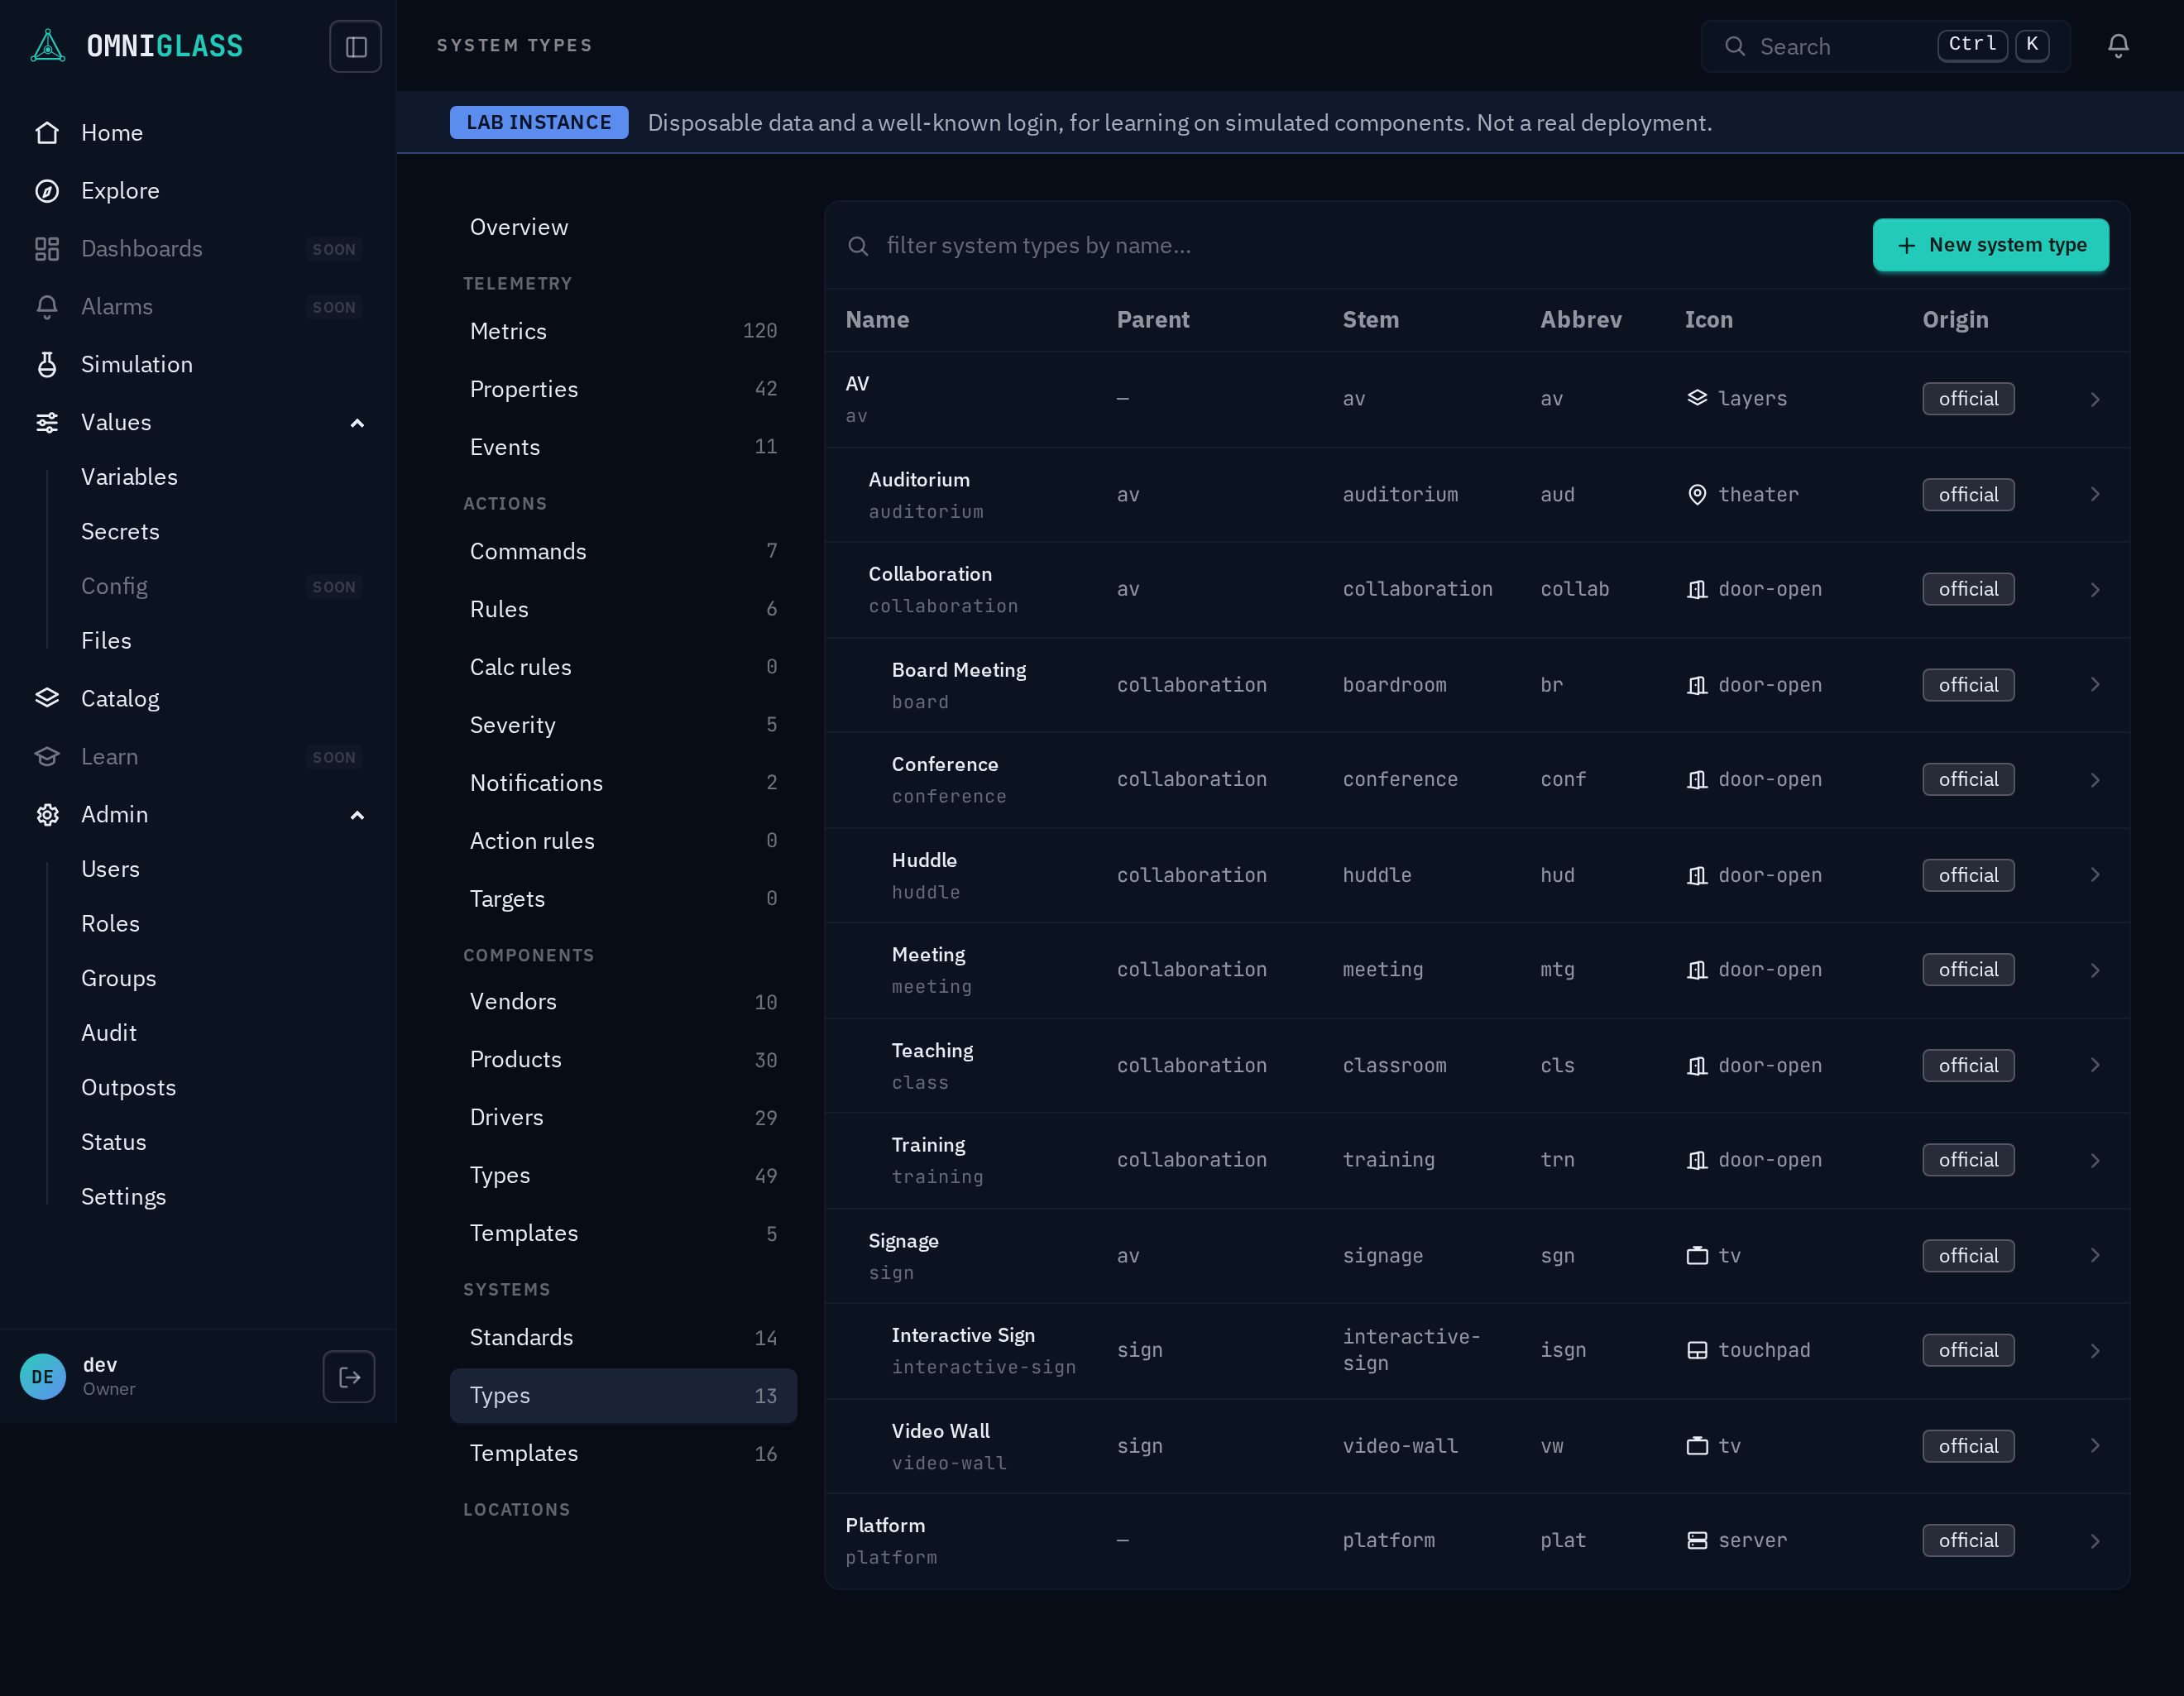 OMNIGLASS
SYSTEM TYPES
Search
Ctrl K
LAB INSTANCE
Disposable data and a well-known login, for learning on simulated components. Not a real deployment.
Home
Explore
Dashboards SOON
Alarms SOON
Simulation
Values
Variables
Secrets
Config SOON
Files
Catalog
Learn SOON
Admin
Users
Roles
Groups
Audit
Outposts
Status
Settings
DE
dev
Owner
Overview
TELEMETRY
Metrics 120
Properties 42
Events 11
ACTIONS
Commands 7
Rules 6
Calc rules 0
Severity 5
Notifications 2
Action rules 0
Targets 0
COMPONENTS
Vendors 10
Products 30
Drivers 29
Types 49
Templates 5
SYSTEMS
Standards 14
Types 13
Templates 16
LOCATIONS
filter system types by name...
+ New system type
Name Parent Stem Abbrev Icon Origin
AV
av
— av av layers official
Auditorium
auditorium
av auditorium aud theater official
Collaboration
collaboration
av collaboration collab door-open official
Board Meeting
board
collaboration boardroom br door-open official
Conference
conference
collaboration conference conf door-open official
Huddle
huddle
collaboration huddle hud door-open official
Meeting
meeting
collaboration meeting mtg door-open official
Teaching
class
collaboration classroom cls door-open official
Training
training
collaboration training trn door-open official
Signage
sign
av signage sgn tv official
Interactive Sign
interactive-sign
sign interactive-
sign
isgn touchpad official
Video Wall
video-wall
sign video-wall vw tv official
Platform
platform
— platform plat server official